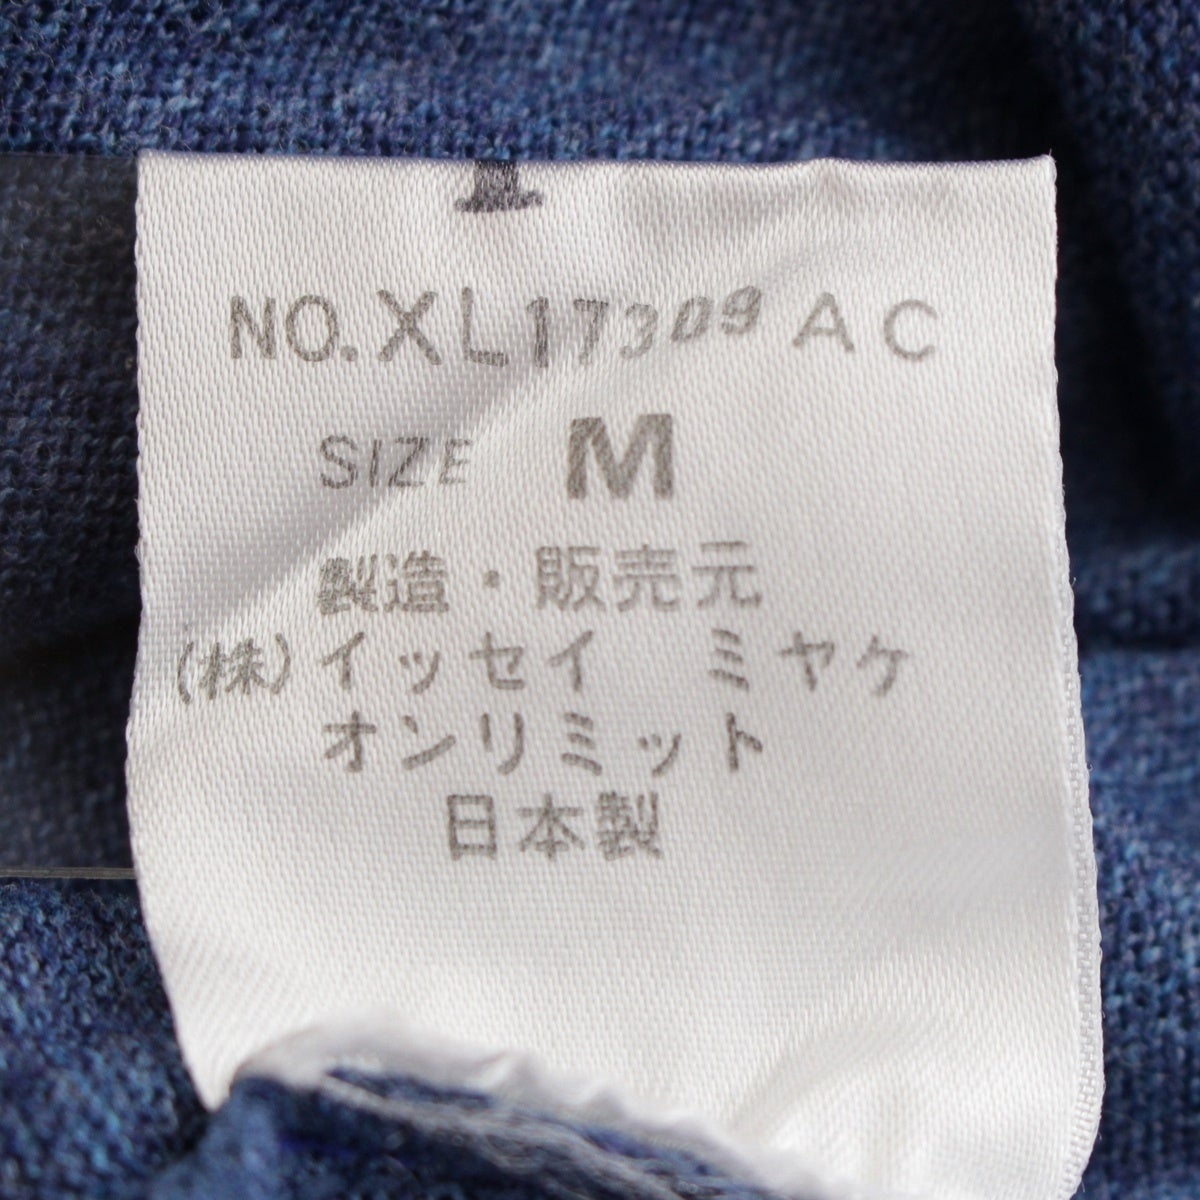 NO.XL17309 AC
SIZE M
製造・販売元
(株)イッセイ ミヤケ
オンリミット
日本製